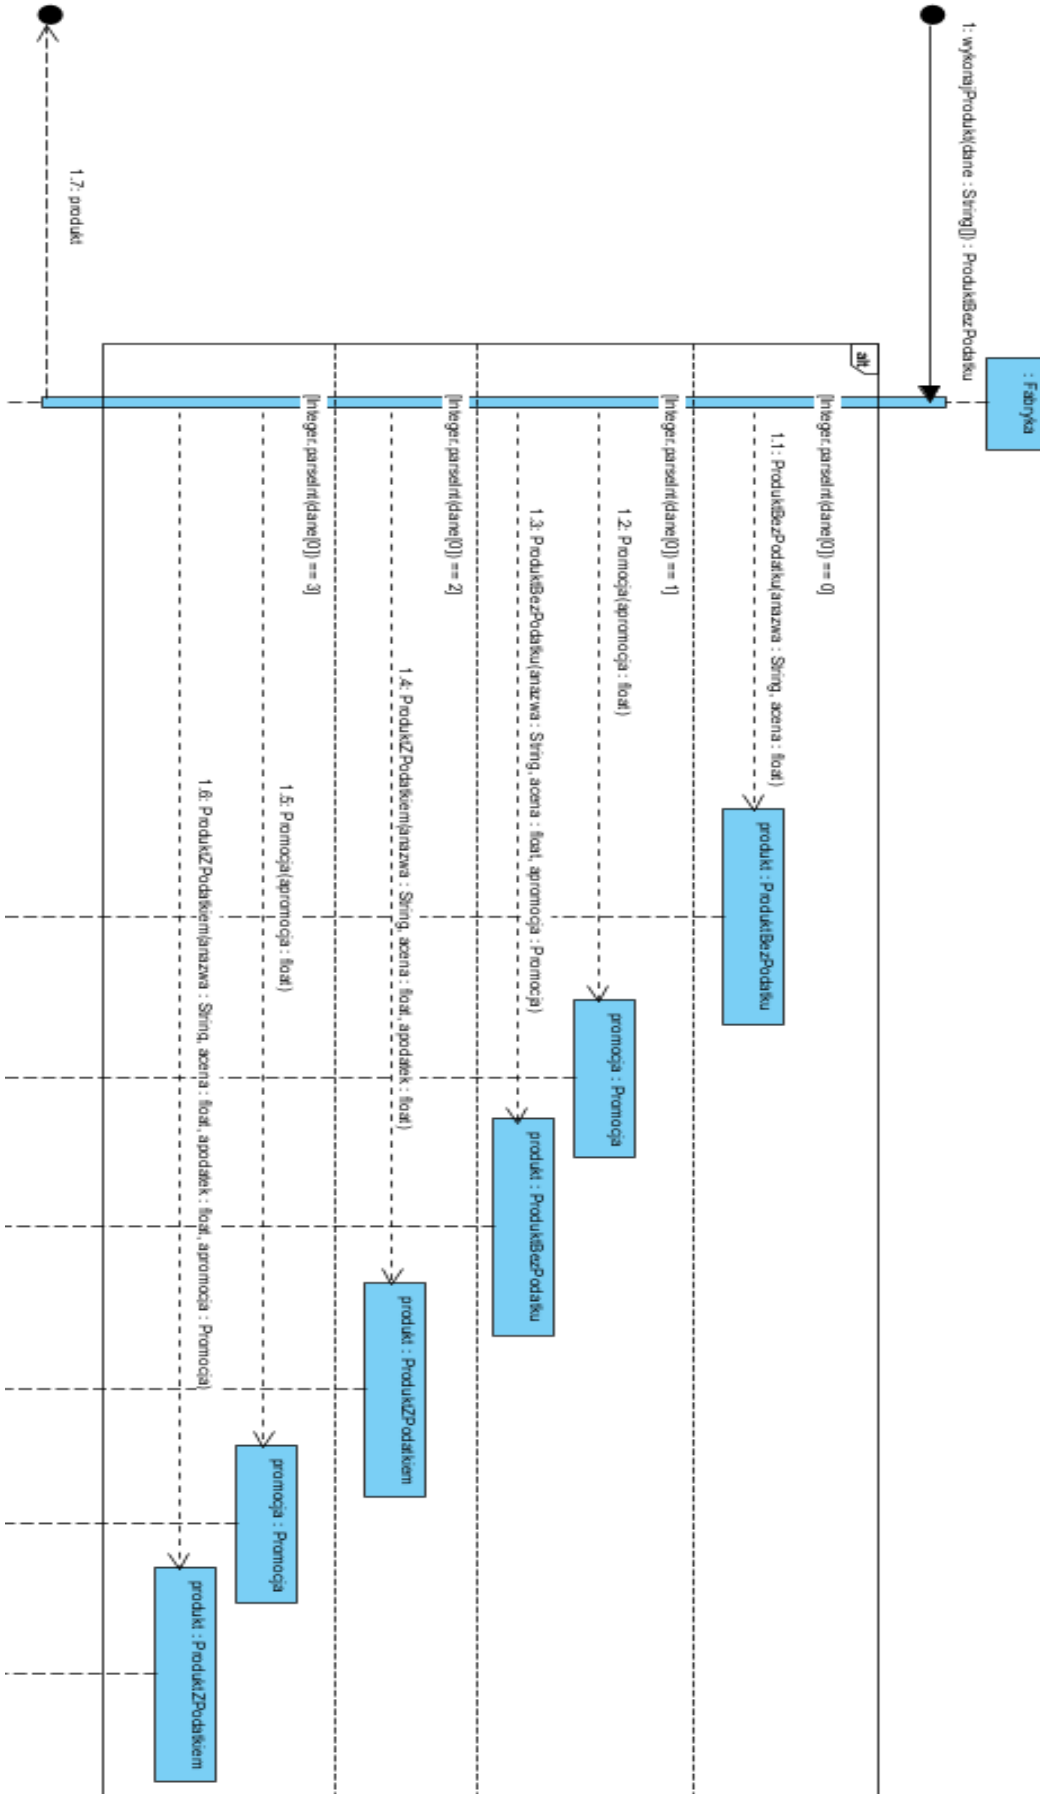 : Fabryka
1: wykonajProdukt(dane : String[]) : ProduktBezPodatku
alt
[Integer.parseInt(dane[0]) == 0]
1.1: ProduktBezPodatku(anazwa : String, acena : float)
produkt : ProduktBezPodatku
[Integer.parseInt(dane[0]) == 1]
1.2: Promocja(apromocja : float)
promocja : Promocja
1.3: ProduktBezPodatku(anazwa : String, acena : float, apromocja : Promocja)
produkt : ProduktBezPodatku
[Integer.parseInt(dane[0]) == 2]
1.4: ProduktZPodatkiem(anazwa : String, acena : float, apodatek : float)
produkt : ProduktZPodatkiem
[Integer.parseInt(dane[0]) == 3]
1.5: Promocja(apromocja : float)
promocja : Promocja
1.6: ProduktZPodatkiem(anazwa : String, acena : float, apodatek : float, apromocja : Promocja)
produkt : ProduktZPodatkiem
1.7: produkt